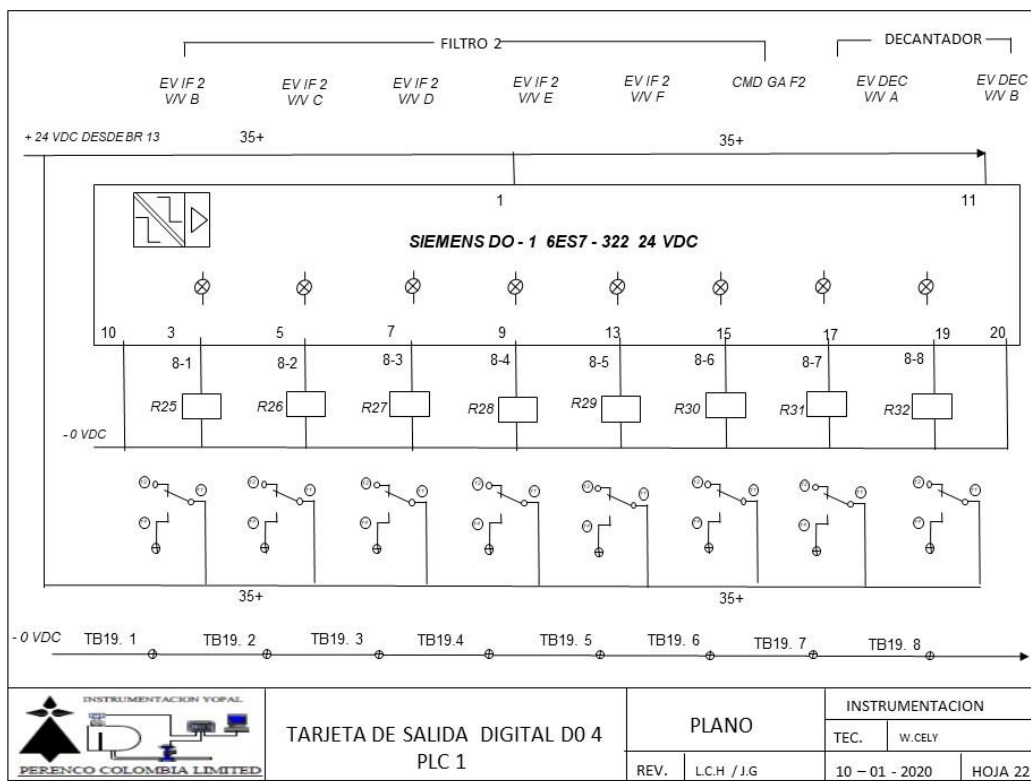 FILTRO 2
DECANTADOR
EV IF 2
V/V B
EV IF 2
V/V C
EV IF 2
V/V D
EV IF 2
V/V E
EV IF 2
V/V F
CMD GA F2
EV DEC
V/V A
EV DEC
V/V B
+ 24 VDC DESDE BR 13
35+
35+
1
11
SIEMENS DO - 1 6ES7 - 322 24 VDC
10
3
5
7
9
13
15
17
19
20
8-1
8-2
8-3
8-4
8-5
8-6
8-7
8-8
R25
R26
R27
R28
R29
R30
R31
R32
- 0 VDC
35+
35+
- 0 VDC
TB19. 1
TB19. 2
TB19. 3
TB19.4
TB19. 5
TB19. 6
TB19. 7
TB19. 8
INSTRUMENTACION YOPAL
PERENCO COLOMBIA LIMITED
TARJETA DE SALIDA DIGITAL D0 4
PLC 1
PLANO
REV.
L.C.H / J.G
INSTRUMENTACION
TEC.
W.CELY
10 – 01 - 2020
HOJA 22